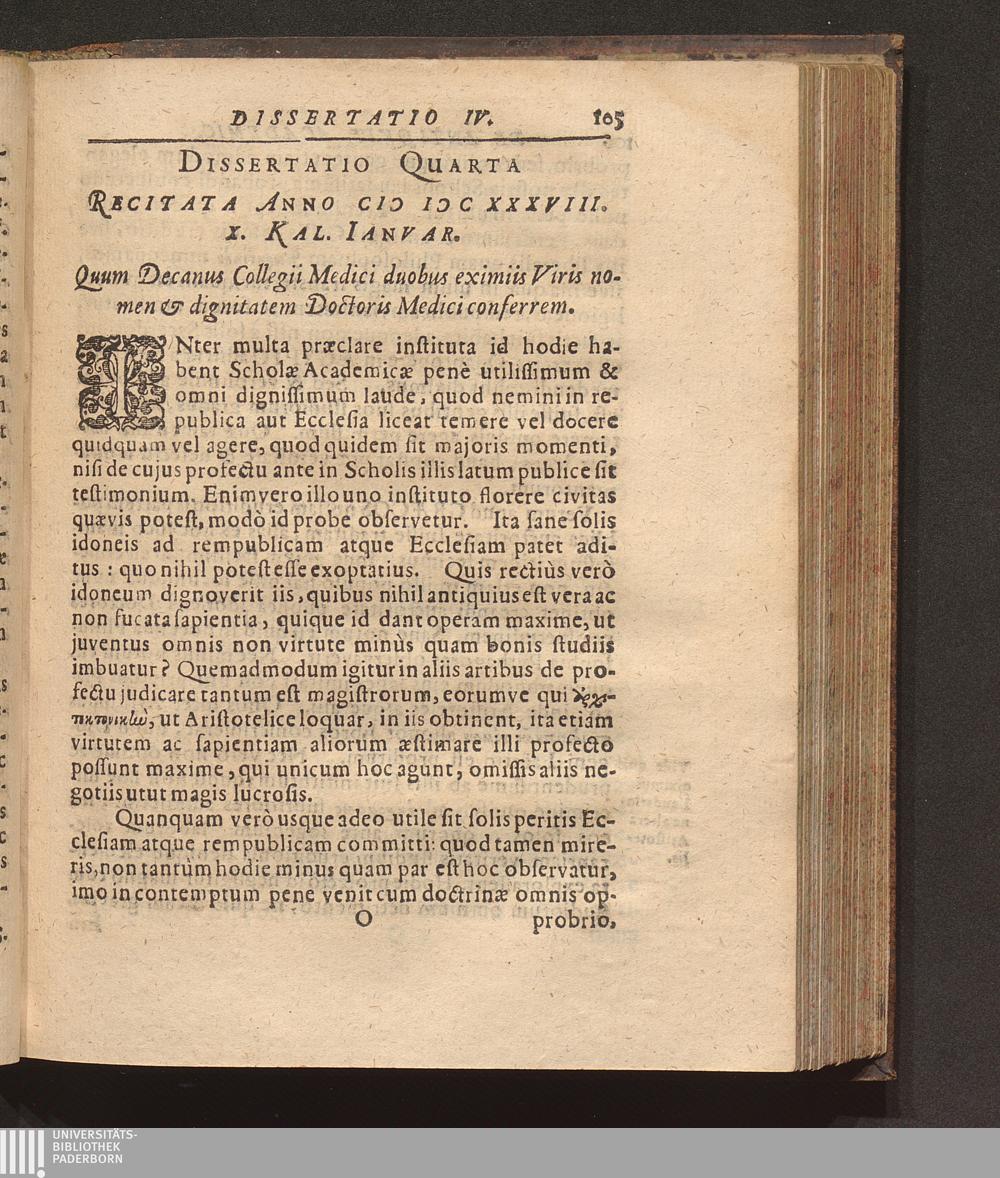 DISSERTATIO IV. 105
DISSERTATIO QUARTA
RECITATA ANNO CIↃ IↃC XXXVIII.
X. KAL. IANVAR.
Quum Decanus Collegii Medici duobus eximiis Viris no-
men & dignitatem Doctoris Medici conferrem.
INter multa præclare inſtituta id hodie ha-
bent Scholæ Academicæ penè utiliſſimum &
omni digniſſimum laude, quod nemini in re-
publica aut Eccleſia liceat temere vel docere
quidquam vel agere, quod quidem ſit majoris momenti,
niſi de cujus profectu ante in Scholis illis latum publice ſit
teſtimonium. Enimvero illo uno inſtituto florere civitas
quævis poteſt, modò id probe obſervetur. Ita ſane ſolis
idoneis ad rempublicam atque Eccleſiam patet adi-
tus : quo nihil poteſt eſſe exoptatius. Quis rectiùs verò
idoneum dignoverit iis, quibus nihil antiquius eſt vera ac
non fucata ſapientia, quique id dant operam maxime, ut
juventus omnis non virtute minùs quam bonis ſtudiis
imbuatur? Quemadmodum igitur in aliis artibus de pro-
fectu judicare tantum eſt magiſtrorum, eorumve qui ἀρχι-
τεκτονικὼ, ut Ariſtotelice loquar, in iis obtinent, ita etiam
virtutem ac ſapientiam aliorum æſtimare illi profecto
poſſunt maxime, qui unicum hoc agunt, omiſſis aliis ne-
gotiis utut magis lucroſis.
Quanquam verò usque adeo utile ſit ſolis peritis Ec-
cleſiam atque rempublicam committi: quod tamen mire-
ris, non tantùm hodie minus quam par eſt hoc obſervatur,
imo in contemptum pene venit cum doctrinæ omnis op-
O probrio,
UNIVERSITÄTS-
BIBLIOTHEK
PADERBORN